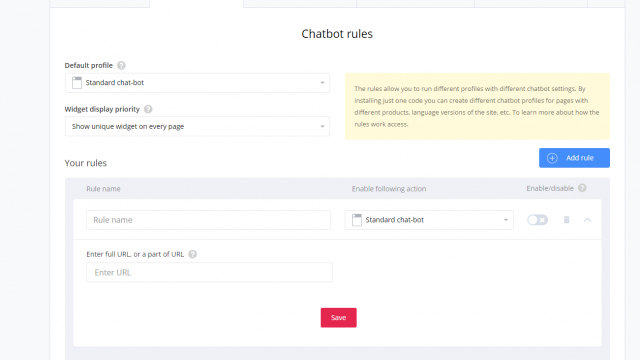 Chatbot rules
Default profile ?
Standard chat-bot
Widget display priority ?
Show unique widget on every page
The rules allow you to run different profiles with different chatbot settings. By
installing just one code you can create different chatbot profiles for pages with
different products, language versions of the site, etc. To learn more about how the
rules work access.
Your rules
Add rule
Rule name
Enable following action
Enable/disable ?
Rule name
Standard chat-bot
Enter full URL, or a part of URL ?
Enter URL
Save